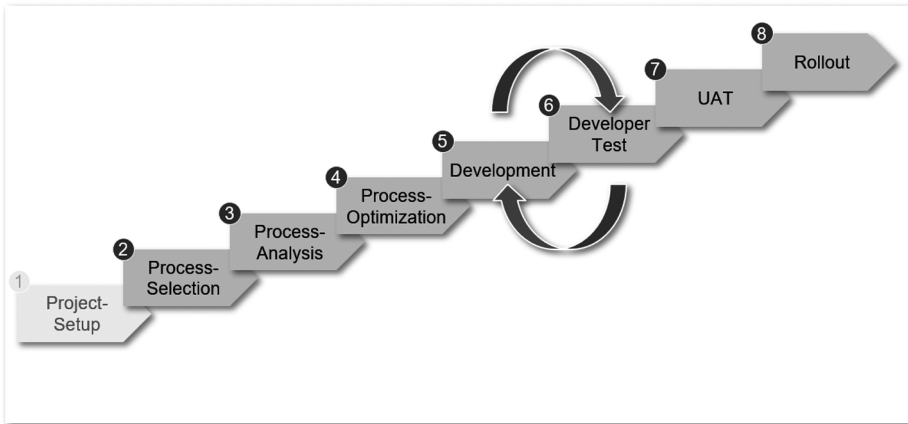 1
Project-
Setup
2
Process-
Selection
3
Process-
Analysis
4
Process-
Optimization
5
Development
6
Developer
Test
7
UAT
8
Rollout